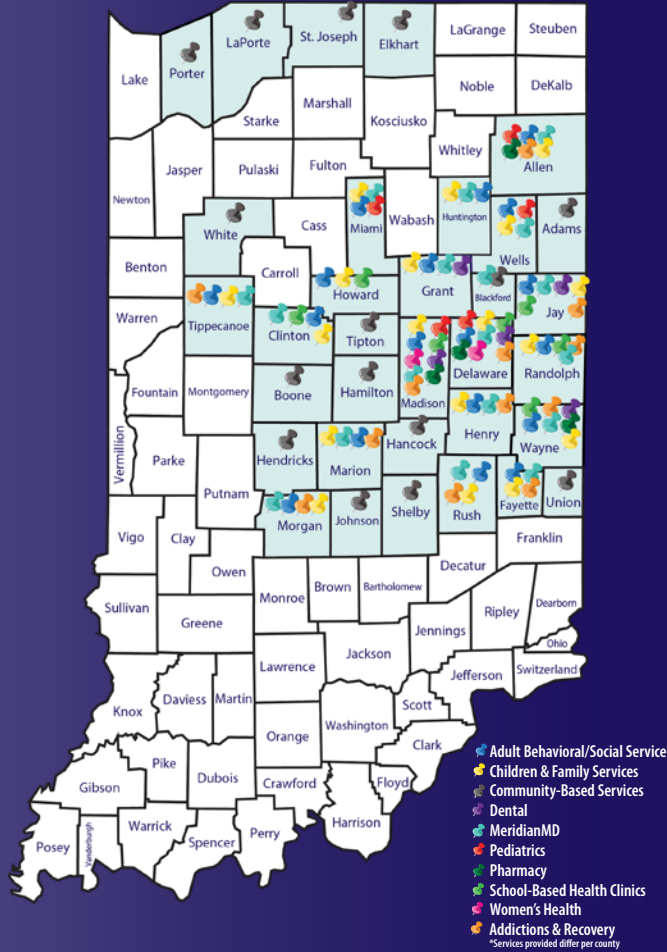 LaGrange
Steuben
LaPorte
St. Joseph
Elkhart
Porter
Lake
Noble
DeKalb
Marshall
Starke
Kosciusko
Whitley
Allen
Jasper
Pulaski
Fulton
Newton
Huntington
Miami
Wabash
Cass
White
Adams
Wells
Benton
Carroll
Grant
Blackford
Howard
Jay
Warren
Tippecanoe
Clinton
Tipton
Delaware
Randolph
Fountain
Montgomery
Boone
Hamilton
Madison
Henry
Hancock
Wayne
Vermillion
Parke
Hendricks
Marion
Putnam
Fayette
Union
Rush
Shelby
Johnson
Morgan
Vigo
Clay
Franklin
Owen
Decatur
Brown
Bartholomew
Monroe
Sullivan
Greene
Ripley
Dearborn
Jennings
Ohio
Jackson
Lawrence
Jefferson
Switzerland
Knox
Daviess
Martin
Scott
Washington
Orange
Clark
Pike
Dubois
Gibson
Crawford
Floyd
Harrison
Warrick
Perry
Spencer
Posey
Vanderburgh
Adult Behavioral/Social Service
Children & Family Services
Community-Based Services
Dental
MeridianMD
Pediatrics
Pharmacy
School-Based Health Clinics
Women's Health
Addictions & Recovery
*Services provided differ per county